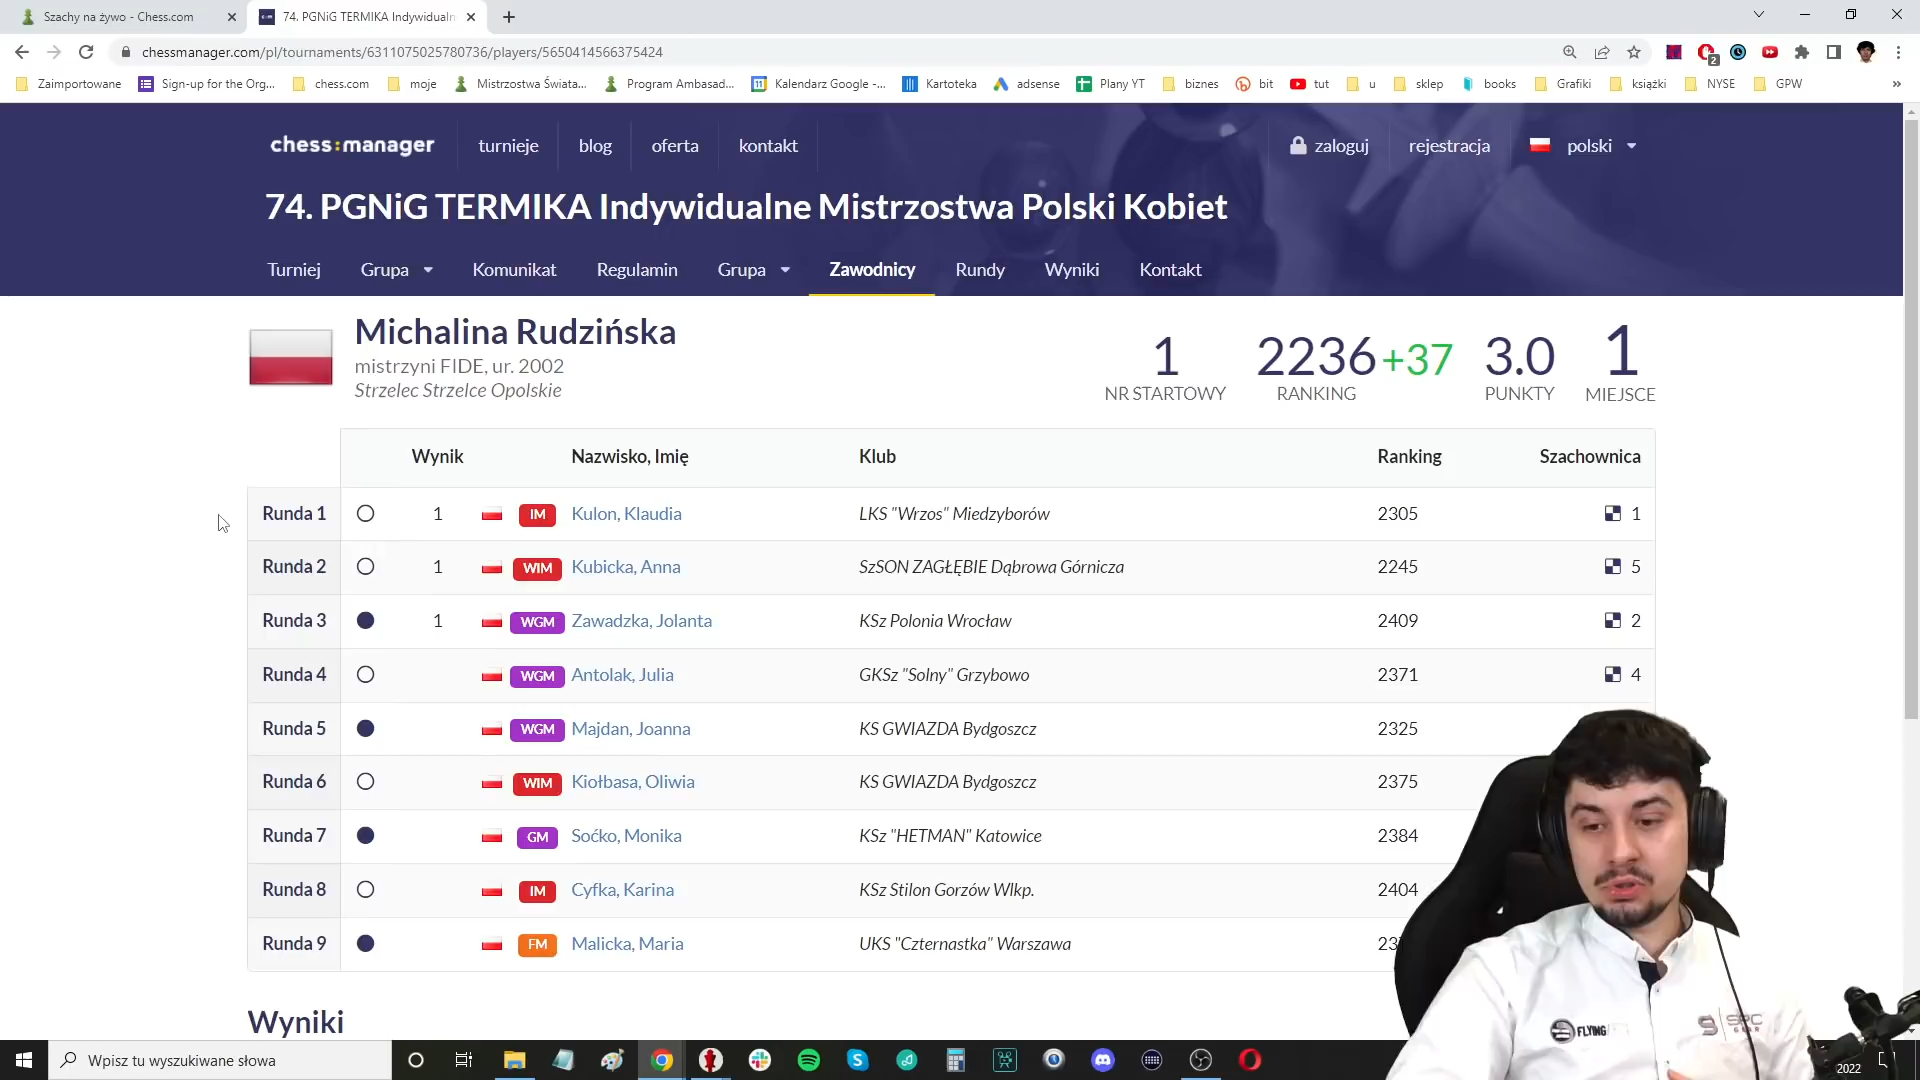 Szachy na żywo - Chess.com
74. PGNiG TERMIKA Indywidualn
chessmanager.com/pl/tournaments/6311075025780736/players/5650414566375424
2
Zaimportowane
Sign-up for the Org...
chess.com
moje
Mistrzostwa Świata...
Program Ambasad...
Kalendarz Google -...
Kartoteka
adsense
Plany YT
biznes
bit
tut
u
sklep
books
Grafiki
książki
NYSE
GPW
»
chess:manager
turnieje
blog
oferta
kontakt
zaloguj
rejestracja
polski
74. PGNiG TERMIKA Indywidualne Mistrzostwa Polski Kobiet
Turniej
Grupa
Komunikat
Regulamin
Grupa
Zawodnicy
Rundy
Wyniki
Kontakt
Michalina Rudzińska
mistrzyni FIDE, ur. 2002
Strzelec Strzelce Opolskie
1
NR STARTOWY
2236 +37
RANKING
3.0
PUNKTY
1
MIEJSCE
Wynik Nazwisko, Imię Klub Ranking Szachownica
Runda 1 1 IM Kulon, Klaudia LKS "Wrzos" Miedzyborów 2305 1
Runda 2 1 WIM Kubicka, Anna SzSON ZAGŁĘBIE Dąbrowa Górnicza 2245 5
Runda 3 1 WGM Zawadzka, Jolanta KSz Polonia Wrocław 2409 2
Runda 4 WGM Antolak, Julia GKSz "Solny" Grzybowo 2371 4
Runda 5 WGM Majdan, Joanna KS GWIAZDA Bydgoszcz 2325
Runda 6 WIM Kiołbasa, Oliwia KS GWIAZDA Bydgoszcz 2375
Runda 7 GM Soćko, Monika KSz "HETMAN" Katowice 2384
Runda 8 IM Cyfka, Karina KSz Stilon Gorzów Wlkp. 2404
Runda 9 FM Malicka, Maria UKS "Czternastka" Warszawa
Wyniki
FLYING
Wpisz tu wyszukiwane słowa
2022